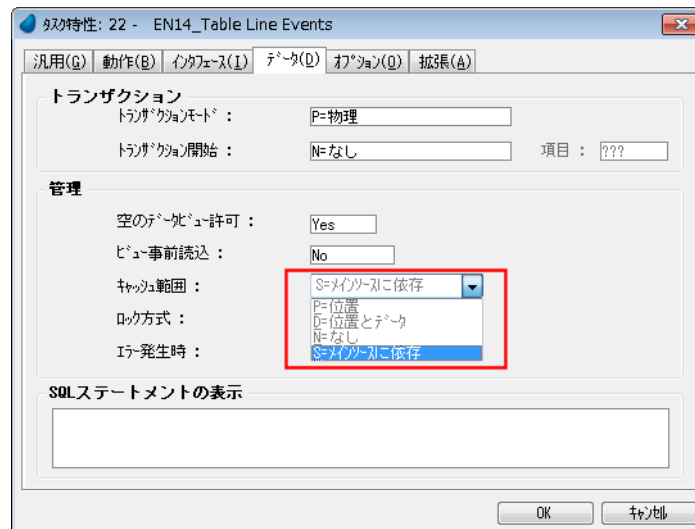 ﾀｽｸ特性: 22 - EN14_Table Line Events
汎用(G) 動作(B) ｲﾝﾀﾌｪｰｽ(I) ﾃﾞｰﾀ(D) ｵﾌﾟｼｮﾝ(O) 拡張(A)
トランザクション
ﾄﾗﾝｻﾞｸｼｮﾝﾓｰﾄﾞ : P=物理
ﾄﾗﾝｻﾞｸｼｮﾝ開始 : N=なし 項目 : ???
管理
空のﾃﾞｰﾀﾋﾞｭｰ許可 : Yes
ﾋﾞｭｰ事前読込 : No
ｷｬｯｼｭ範囲 : S=ﾒｲﾝｿｰｽに依存
P=位置
ﾛｯｸ方式 : D=位置とﾃﾞｰﾀ
N=なし
ｴﾗｰ発生時 : S=ﾒｲﾝｿｰｽに依存
SQLステートメントの表示
OK ｷｬﾝｾﾙ